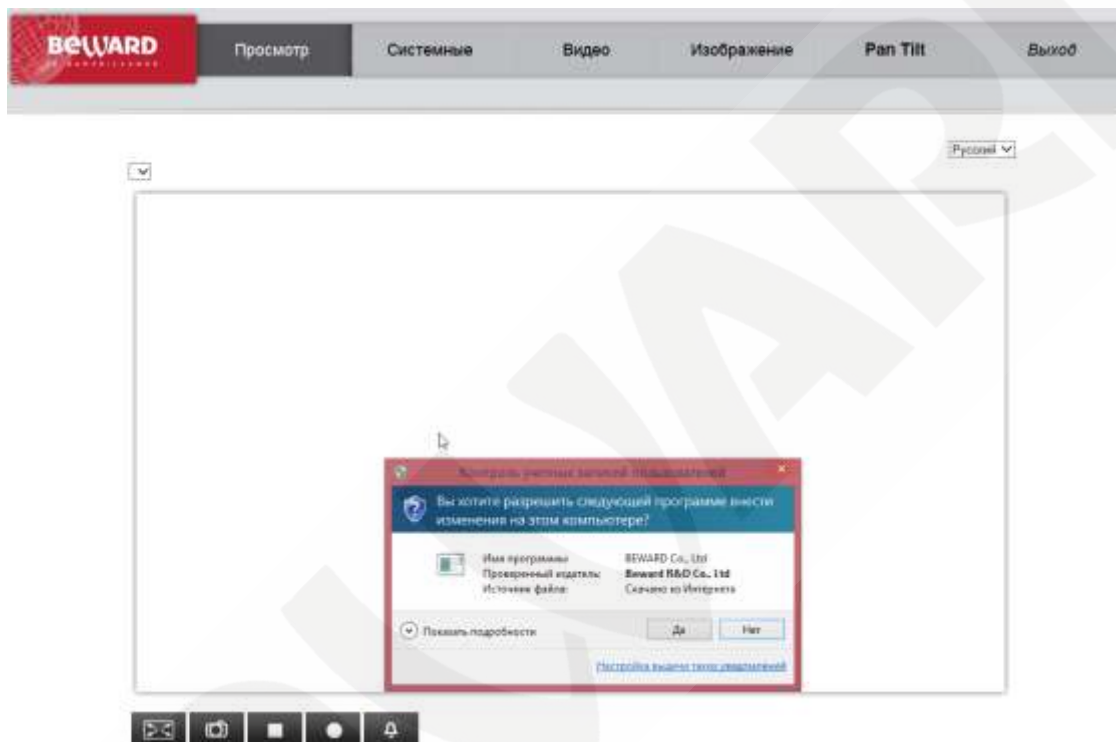 BEWARD
Просмотр
Системные
Видео
Изображение
Pan Tilt
Выход
Русский
Контроль учетных записей пользователей
Вы хотите разрешить следующей программе внести
изменения на этом компьютере?
Имя программы: BEWARD Co., Ltd
Проверенный издатель: Beward R&D Co., Ltd
Источник файла: Скачано из Интернета
Показать подробности
Да
Нет
Настройка выдачи таких уведомлений